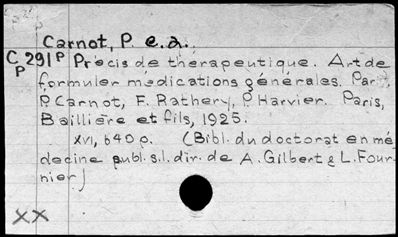 Carnot, P. e.a.
C 291 P Précis de thérapeutique. Art de
P formuler médications générales. Par
P. Carnot, F. Rathery, P. Harvier. Paris,
Baillière et fils, 1925.
XVI, 640 p. (Bibl. du doctorat en mé-
decine publ. s.l. dir. de A. Gilbert & L. Four-
nier)
XX